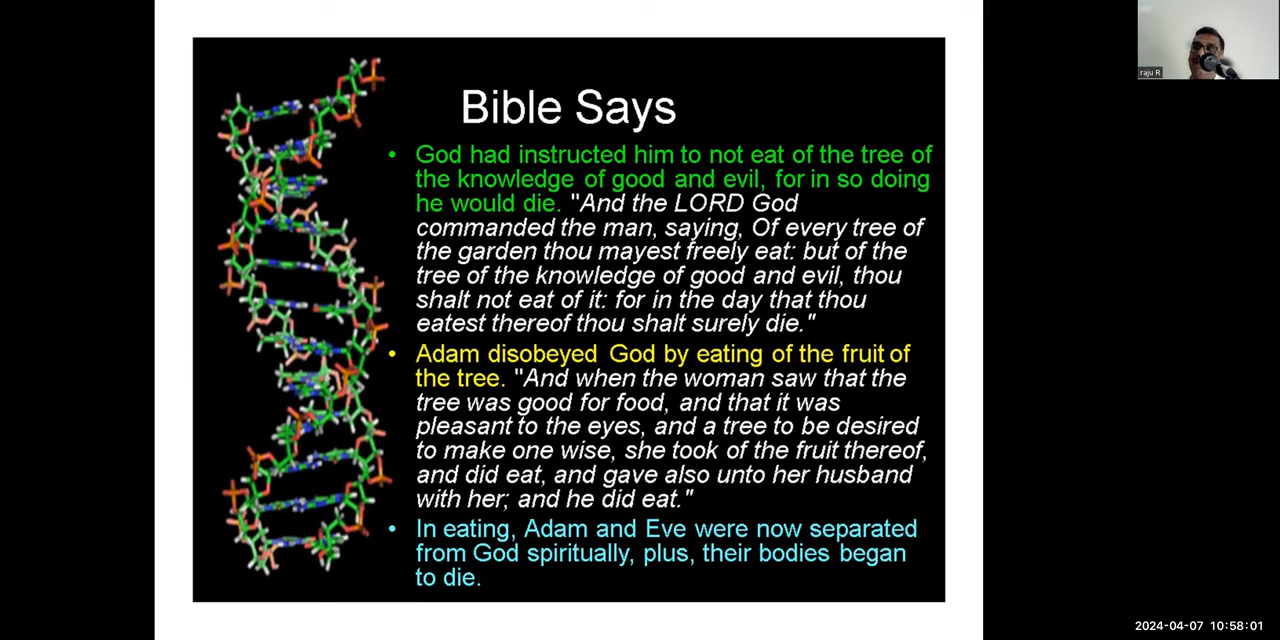 Bible Says
• God had instructed him to not eat of the tree of
the knowledge of good and evil, for in so doing
he would die. "And the LORD God
commanded the man, saying, Of every tree of
the garden thou mayest freely eat: but of the
tree of the knowledge of good and evil, thou
shalt not eat of it: for in the day that thou
eatest thereof thou shalt surely die."
• Adam disobeyed God by eating of the fruit of
the tree. "And when the woman saw that the
tree was good for food, and that it was
pleasant to the eyes, and a tree to be desired
to make one wise, she took of the fruit thereof,
and did eat, and gave also unto her husband
with her; and he did eat."
• In eating, Adam and Eve were now separated
from God spiritually, plus, their bodies began
to die.
raju R
2024-04-07 10:58:01